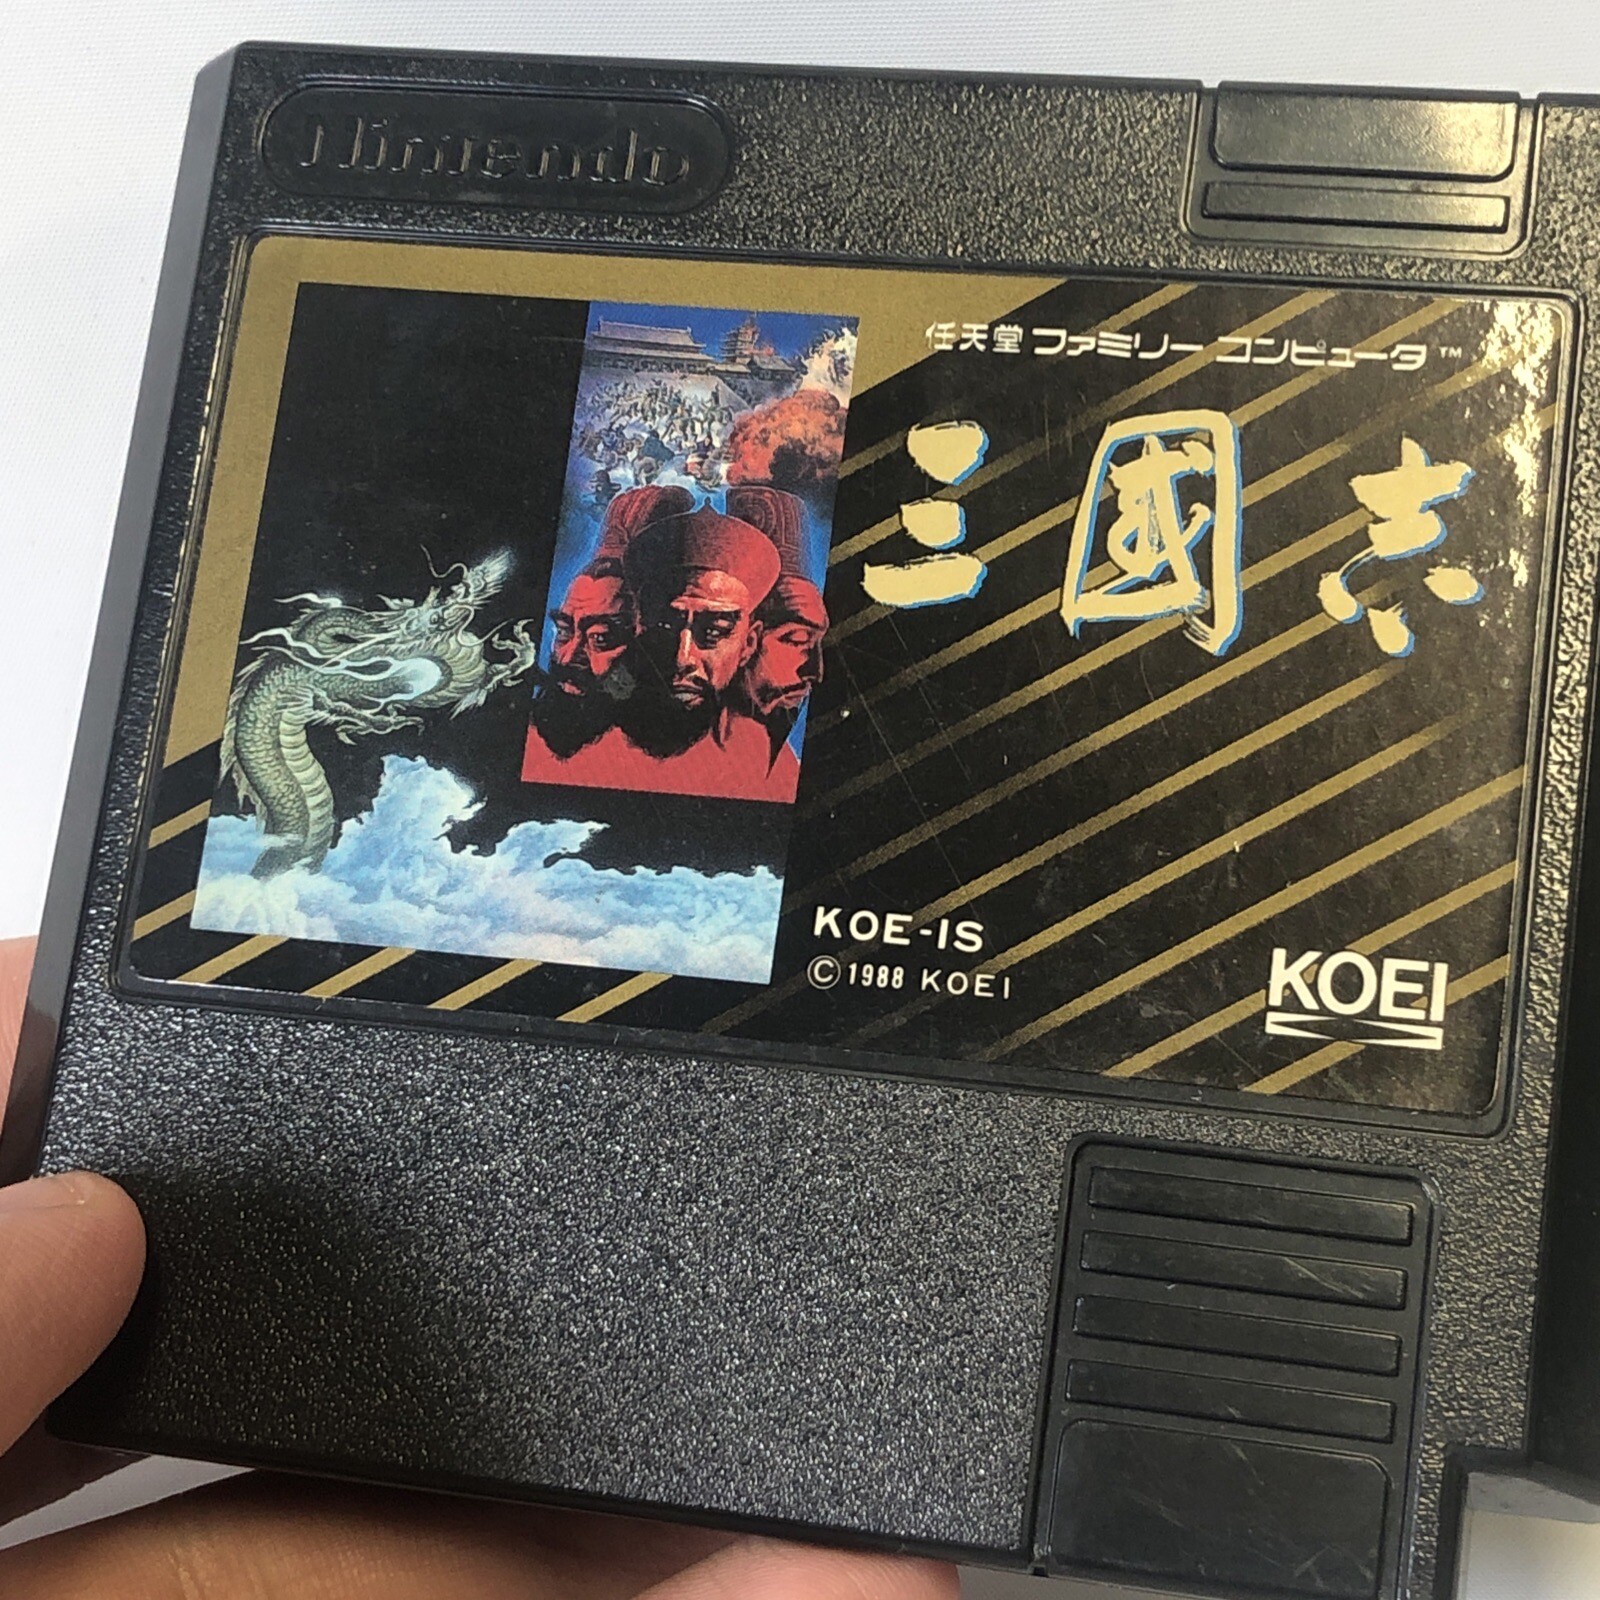 Nintendo
任天堂 ファミリー コンピュータ™
三國志
KOE-IS
©1988 KOEI
KOEI